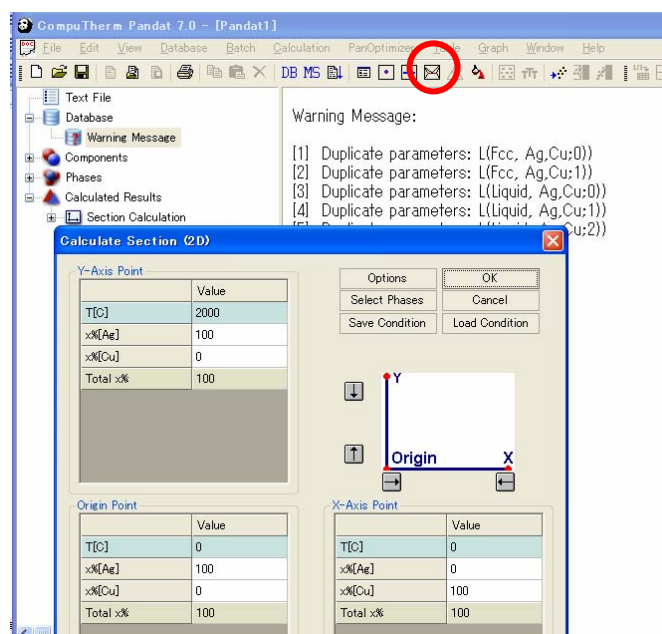 CompuTherm Pandat 7.0 - [Pandat1]
File Edit View Database Batch Calculation PanOptimizer Table Graph Window Help
DB MS
Text File
Database
Warning Message
Components
Phases
Calculated Results
Section Calculation
Warning Message:
[1] Duplicate parameters: L(Fcc, Ag,Cu;0))
[2] Duplicate parameters: L(Fcc, Ag,Cu;1))
[3] Duplicate parameters: L(Liquid, Ag,Cu;0))
[4] Duplicate parameters: L(Liquid, Ag,Cu;1))
Cu;2))
Calculate Section (2D)
Y-Axis Point
Value
T[C] 2000
x%[Ag] 100
x%[Cu] 0
Total x% 100
Options OK
Select Phases Cancel
Save Condition Load Condition
Y
Origin X
Origin Point
Value
T[C] 0
x%[Ag] 100
x%[Cu] 0
Total x% 100
X-Axis Point
Value
T[C] 0
x%[Ag] 0
x%[Cu] 100
Total x% 100